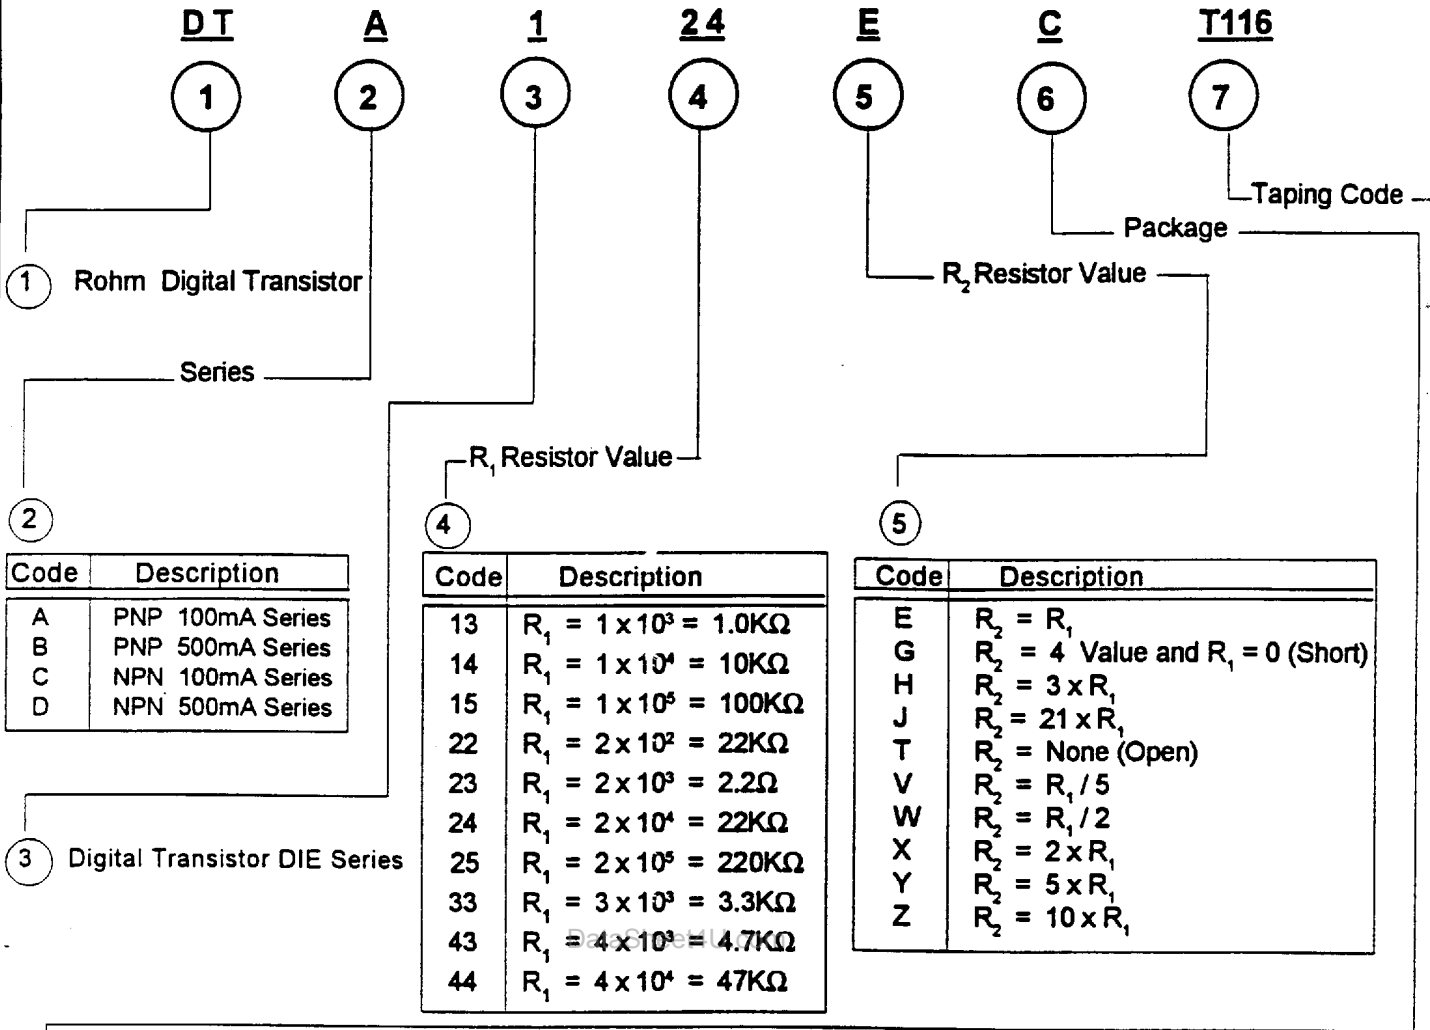 DT A 1 24 E C T116
1 2 3 4 5 6 7
Taping Code
Package
1 Rohm Digital Transistor
R₂ Resistor Value
Series
R₁ Resistor Value
2
Code Description
A PNP 100mA Series
B PNP 500mA Series
C NPN 100mA Series
D NPN 500mA Series
3 Digital Transistor DIE Series
4
Code Description
13 R₁ = 1 x 10³ = 1.0KΩ
14 R₁ = 1 x 10⁴ = 10KΩ
15 R₁ = 1 x 10⁵ = 100KΩ
22 R₁ = 2 x 10² = 22KΩ
23 R₁ = 2 x 10³ = 2.2Ω
24 R₁ = 2 x 10⁴ = 22KΩ
25 R₁ = 2 x 10⁵ = 220KΩ
33 R₁ = 3 x 10³ = 3.3KΩ
43 R₁ = 4 x 10³ = 4.7KΩ
44 R₁ = 4 x 10⁴ = 47KΩ
DataSheet4U.com
5
Code Description
E R₂ = R₁
G R₂ = 4 Value and R₁ = 0 (Short)
H R₂ = 3 x R₁
J R₂ = 21 x R₁
T R₂ = None (Open)
V R₂ = R₁ / 5
W R₂ = R₁ / 2
X R₂ = 2 x R₁
Y R₂ = 5 x R₁
Z R₂ = 10 x R₁